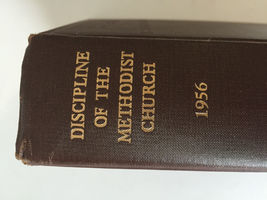 DISCIPLINE
OF THE
METHODIST
CHURCH
1956